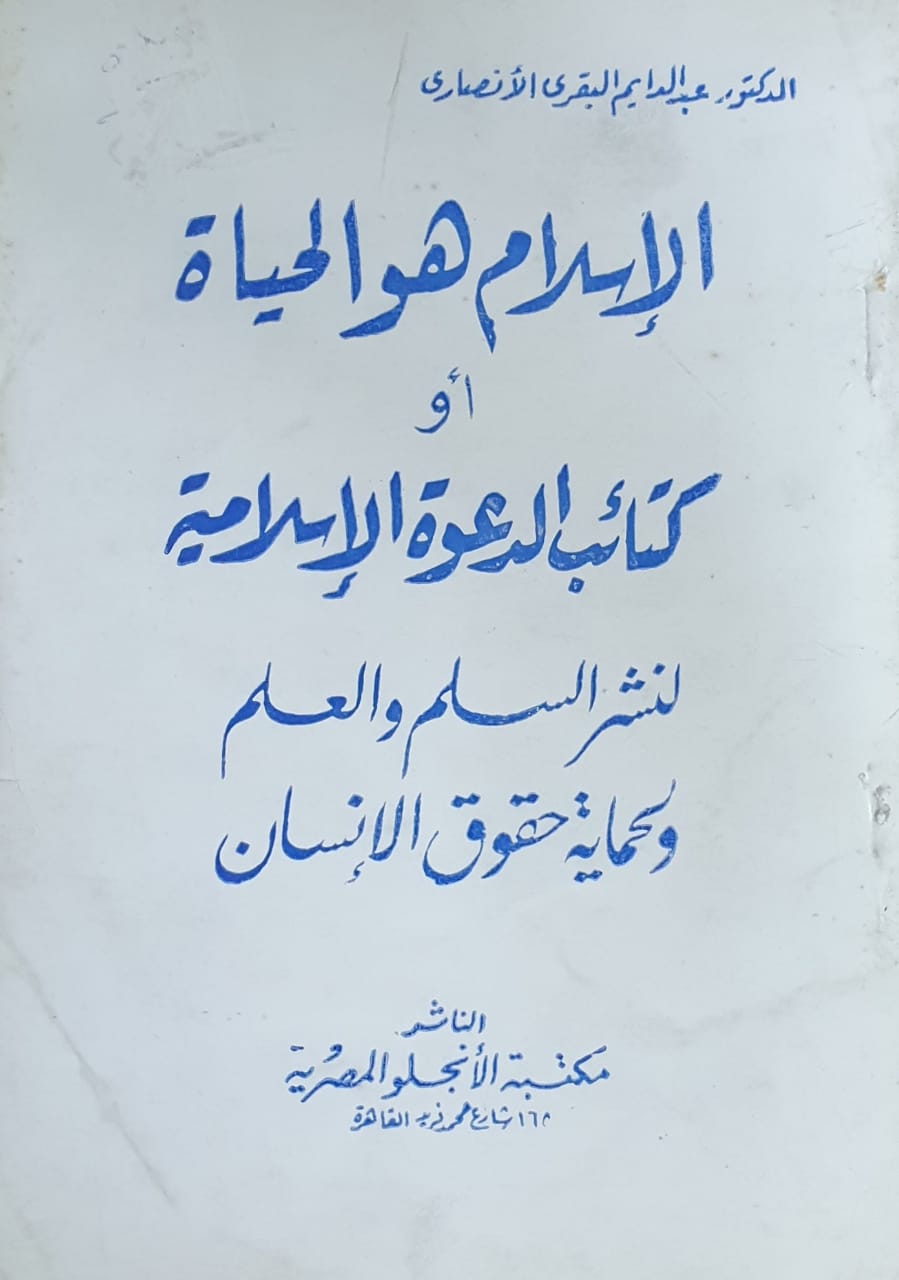 الدكتور عبد الدايم البقرى الأنصارى
الإسلام هو الحياة
أو
كتائب الدعوة الإسلامية
لنشر السلم والعلم
ولحماية حقوق الإنسان
الناشر
مكتبة الأنجلو المصرية
١٦٥ شارع محمد فريد القاهرة